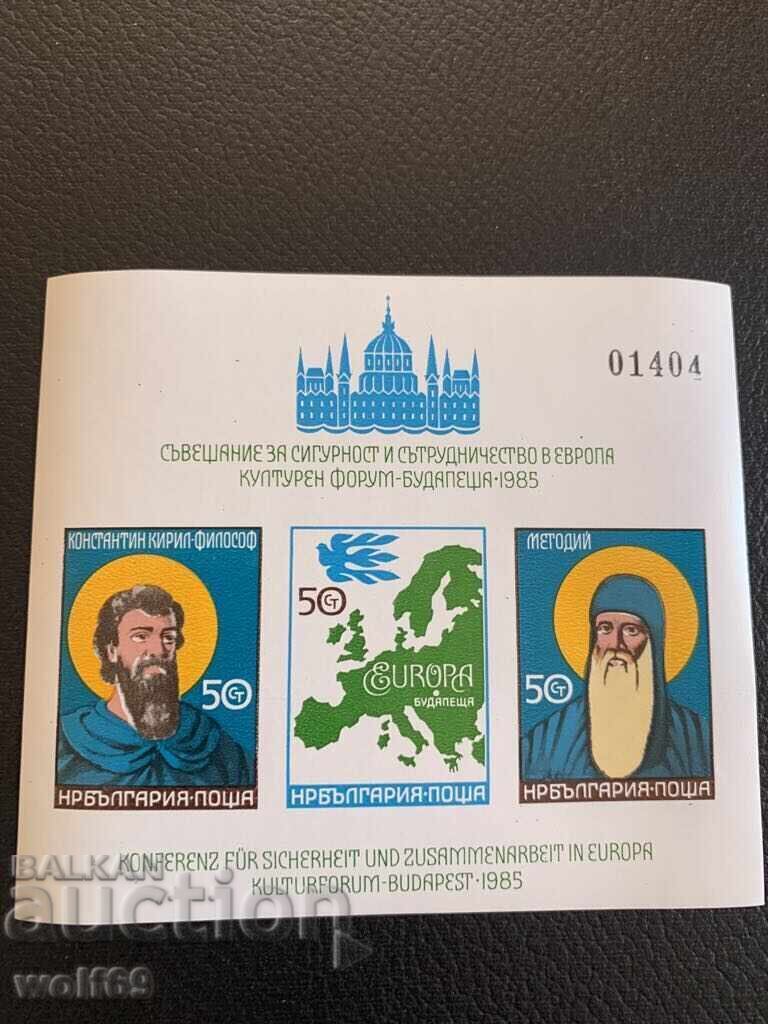 01404
СЪВЕЩАНИЕ ЗА СИГУРНОСТ И СЪТРУДНИЧЕСТВО В ЕВРОПА
КУЛТУРЕН ФОРУМ-БУДАПЕЩА·1985
КОНСТАНТИН КИРИЛ-ФИЛОСОФ
50 СТ
НРБЪЛГАРИЯ·ПОЩА
50 СТ
EUROPA
БУДАПЕЩА
НРБЪЛГАРИЯ·ПОЩА
МЕТОДИЙ
50 СТ
НРБЪЛГАРИЯ·ПОЩА
KONFERENZ FÜR SICHERHEIT UND ZUSAMMENARBEIT IN EUROPA
KULTURFORUM-BUDAPEST·1985
BALKAN
auction
wolf69